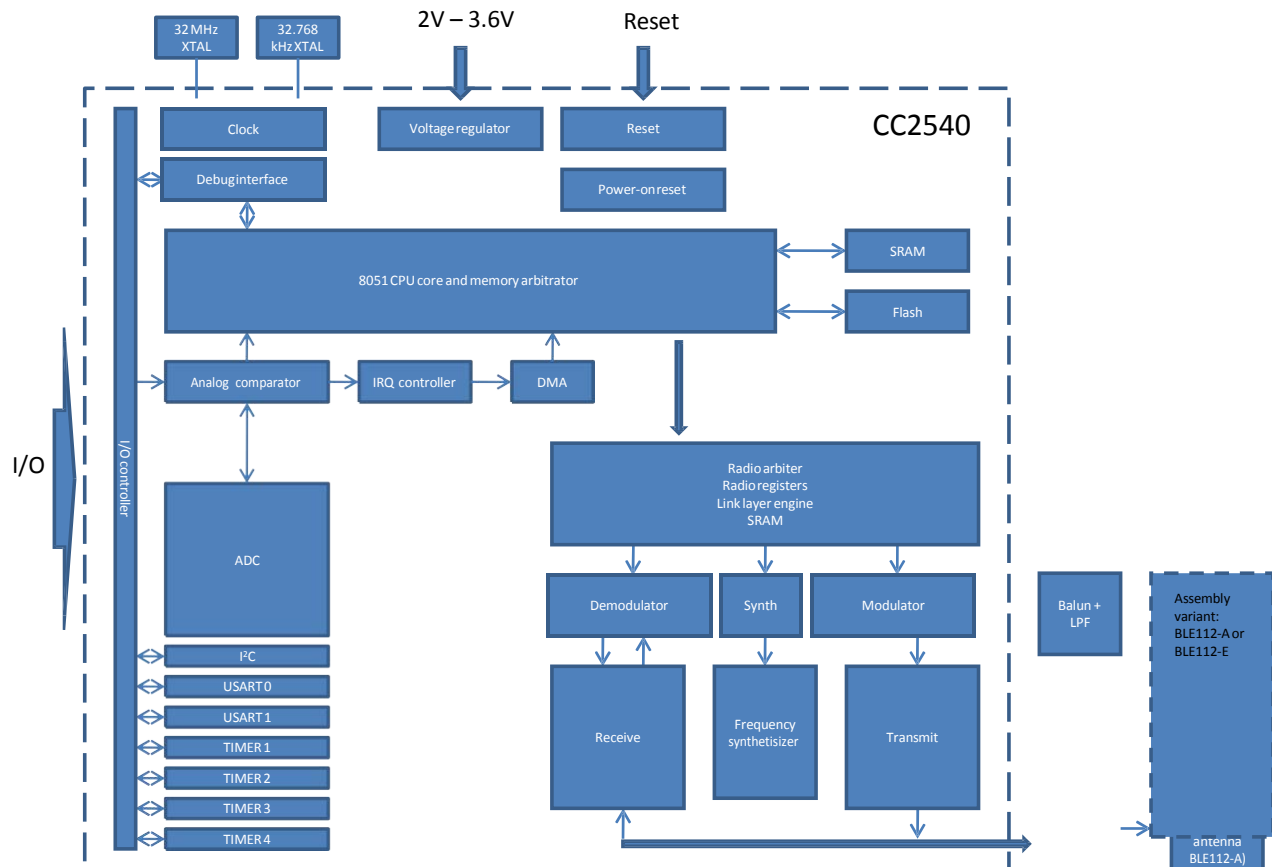 32 MHz
XTAL
32.768
kHz XTAL
2V – 3.6V
Reset
CC2540
Clock
Voltage regulator
Reset
Debug interface
Power-on reset
8051 CPU core and memory arbitrator
SRAM
Flash
Analog comparator
IRQ controller
DMA
I/O
I/O controller
Radio arbiter
Radio registers
Link layer engine
SRAM
ADC
Demodulator
Synth
Modulator
Balun +
LPF
Assembly
variant:
BLE112-A or
BLE112-E
I²C
USART 0
USART 1
TIMER 1
TIMER 2
TIMER 3
TIMER 4
Receive
Frequency
synthetisizer
Transmit
antenna
BLE112-A)